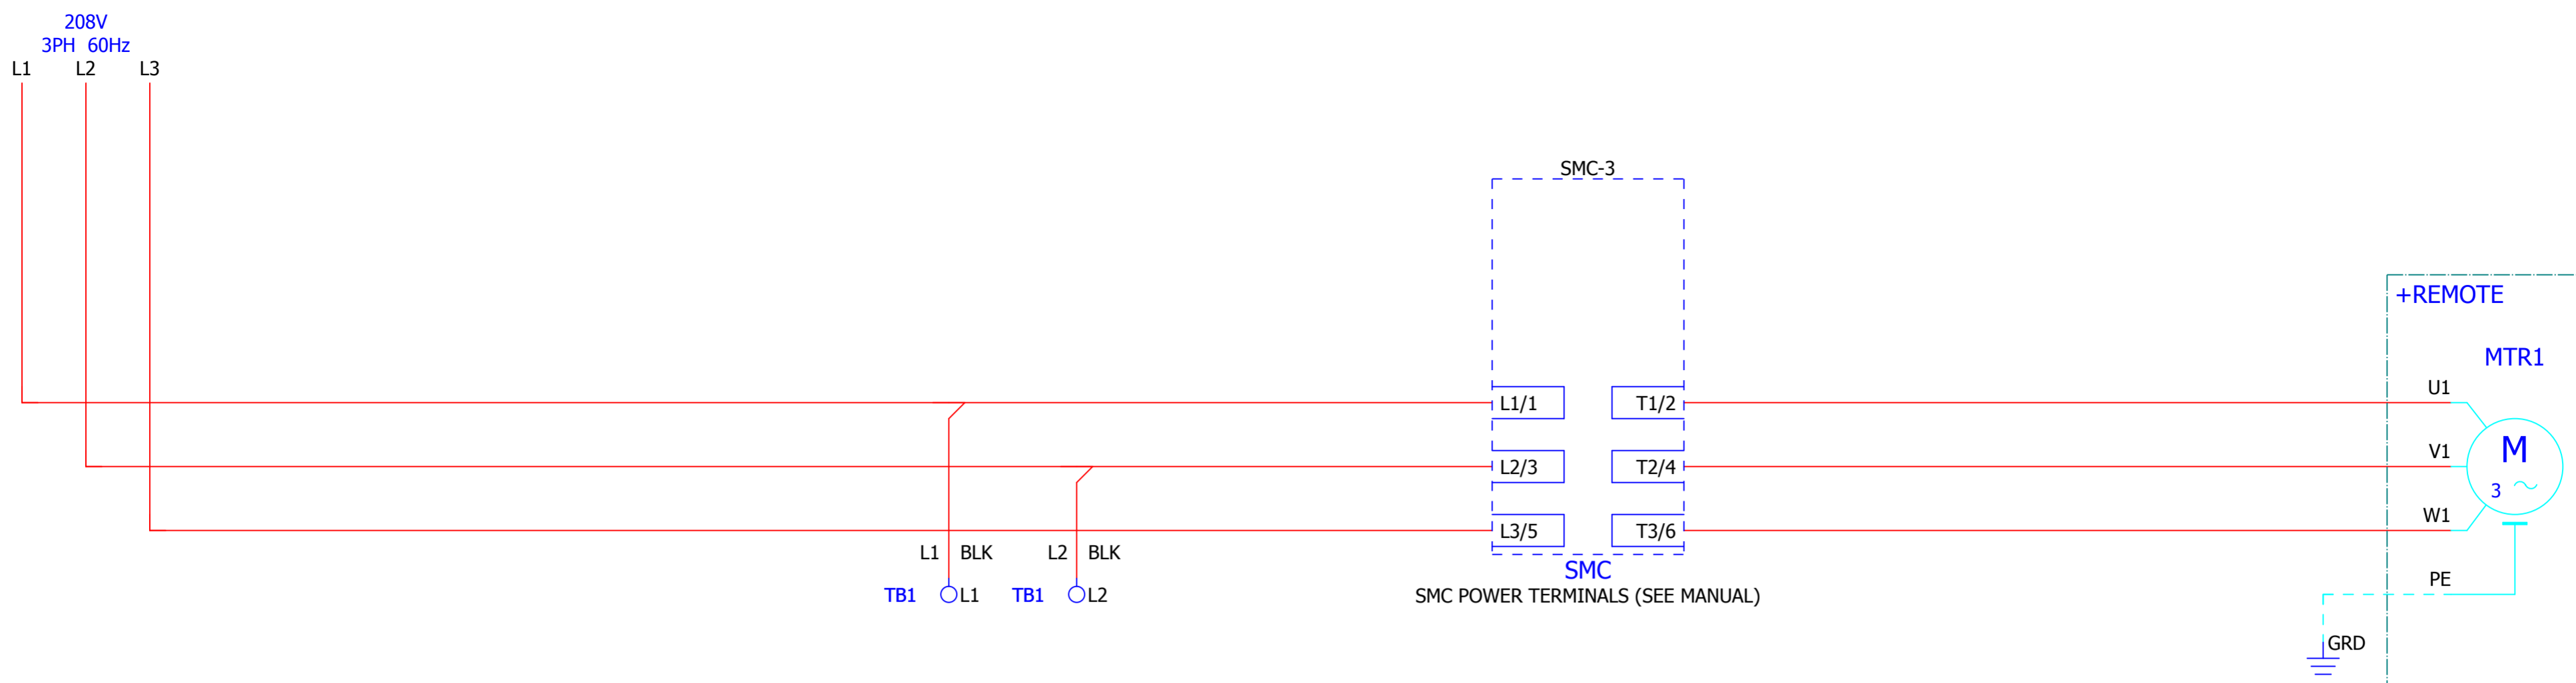 208V
3PH 60Hz
L1 L2 L3
SMC-3
+REMOTE
MTR1
U1
L1/1 T1/2
V1
M
L2/3 T2/4
3
W1
L3/5 T3/6
L1 BLK L2 BLK
SMC
PE
TB1 L1 TB1 L2
SMC POWER TERMINALS (SEE MANUAL)
GRD